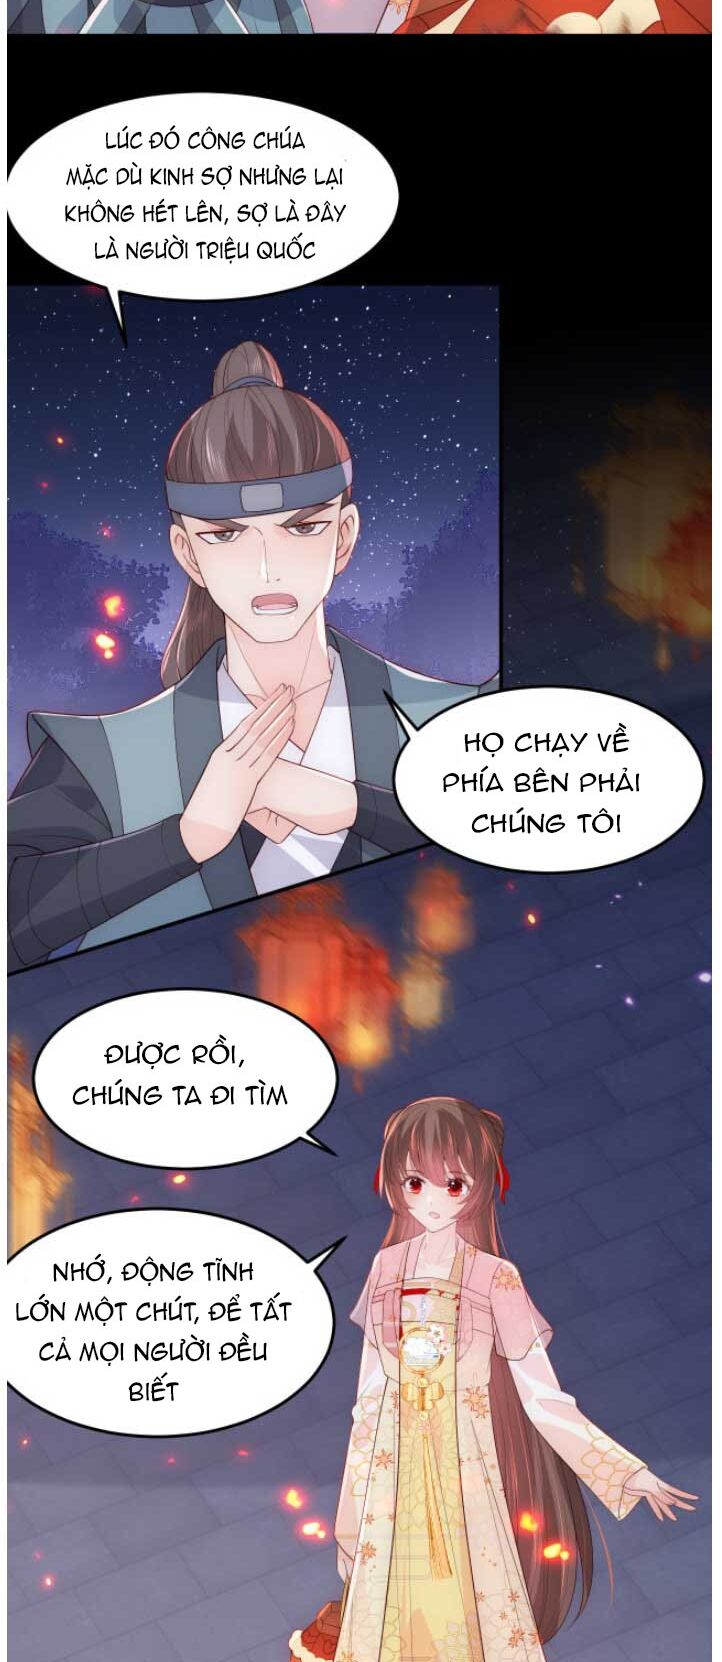 LÚC ĐÓ CÔNG CHÚA
MẶC DÙ KINH SỢ NHƯNG LẠI
KHÔNG HÉT LÊN, SỢ LÀ ĐÂY
LÀ NGƯỜI TRIỆU QUỐC
HỌ CHẠY VỀ
PHÍA BÊN PHẢI
CHÚNG TÔI
ĐƯỢC RỒI,
CHÚNG TA ĐI TÌM
NHỚ, ĐỘNG TĨNH
LỚN MỘT CHÚT, ĐỂ TẤT
CẢ MỌI NGƯỜI ĐỀU
BIẾT